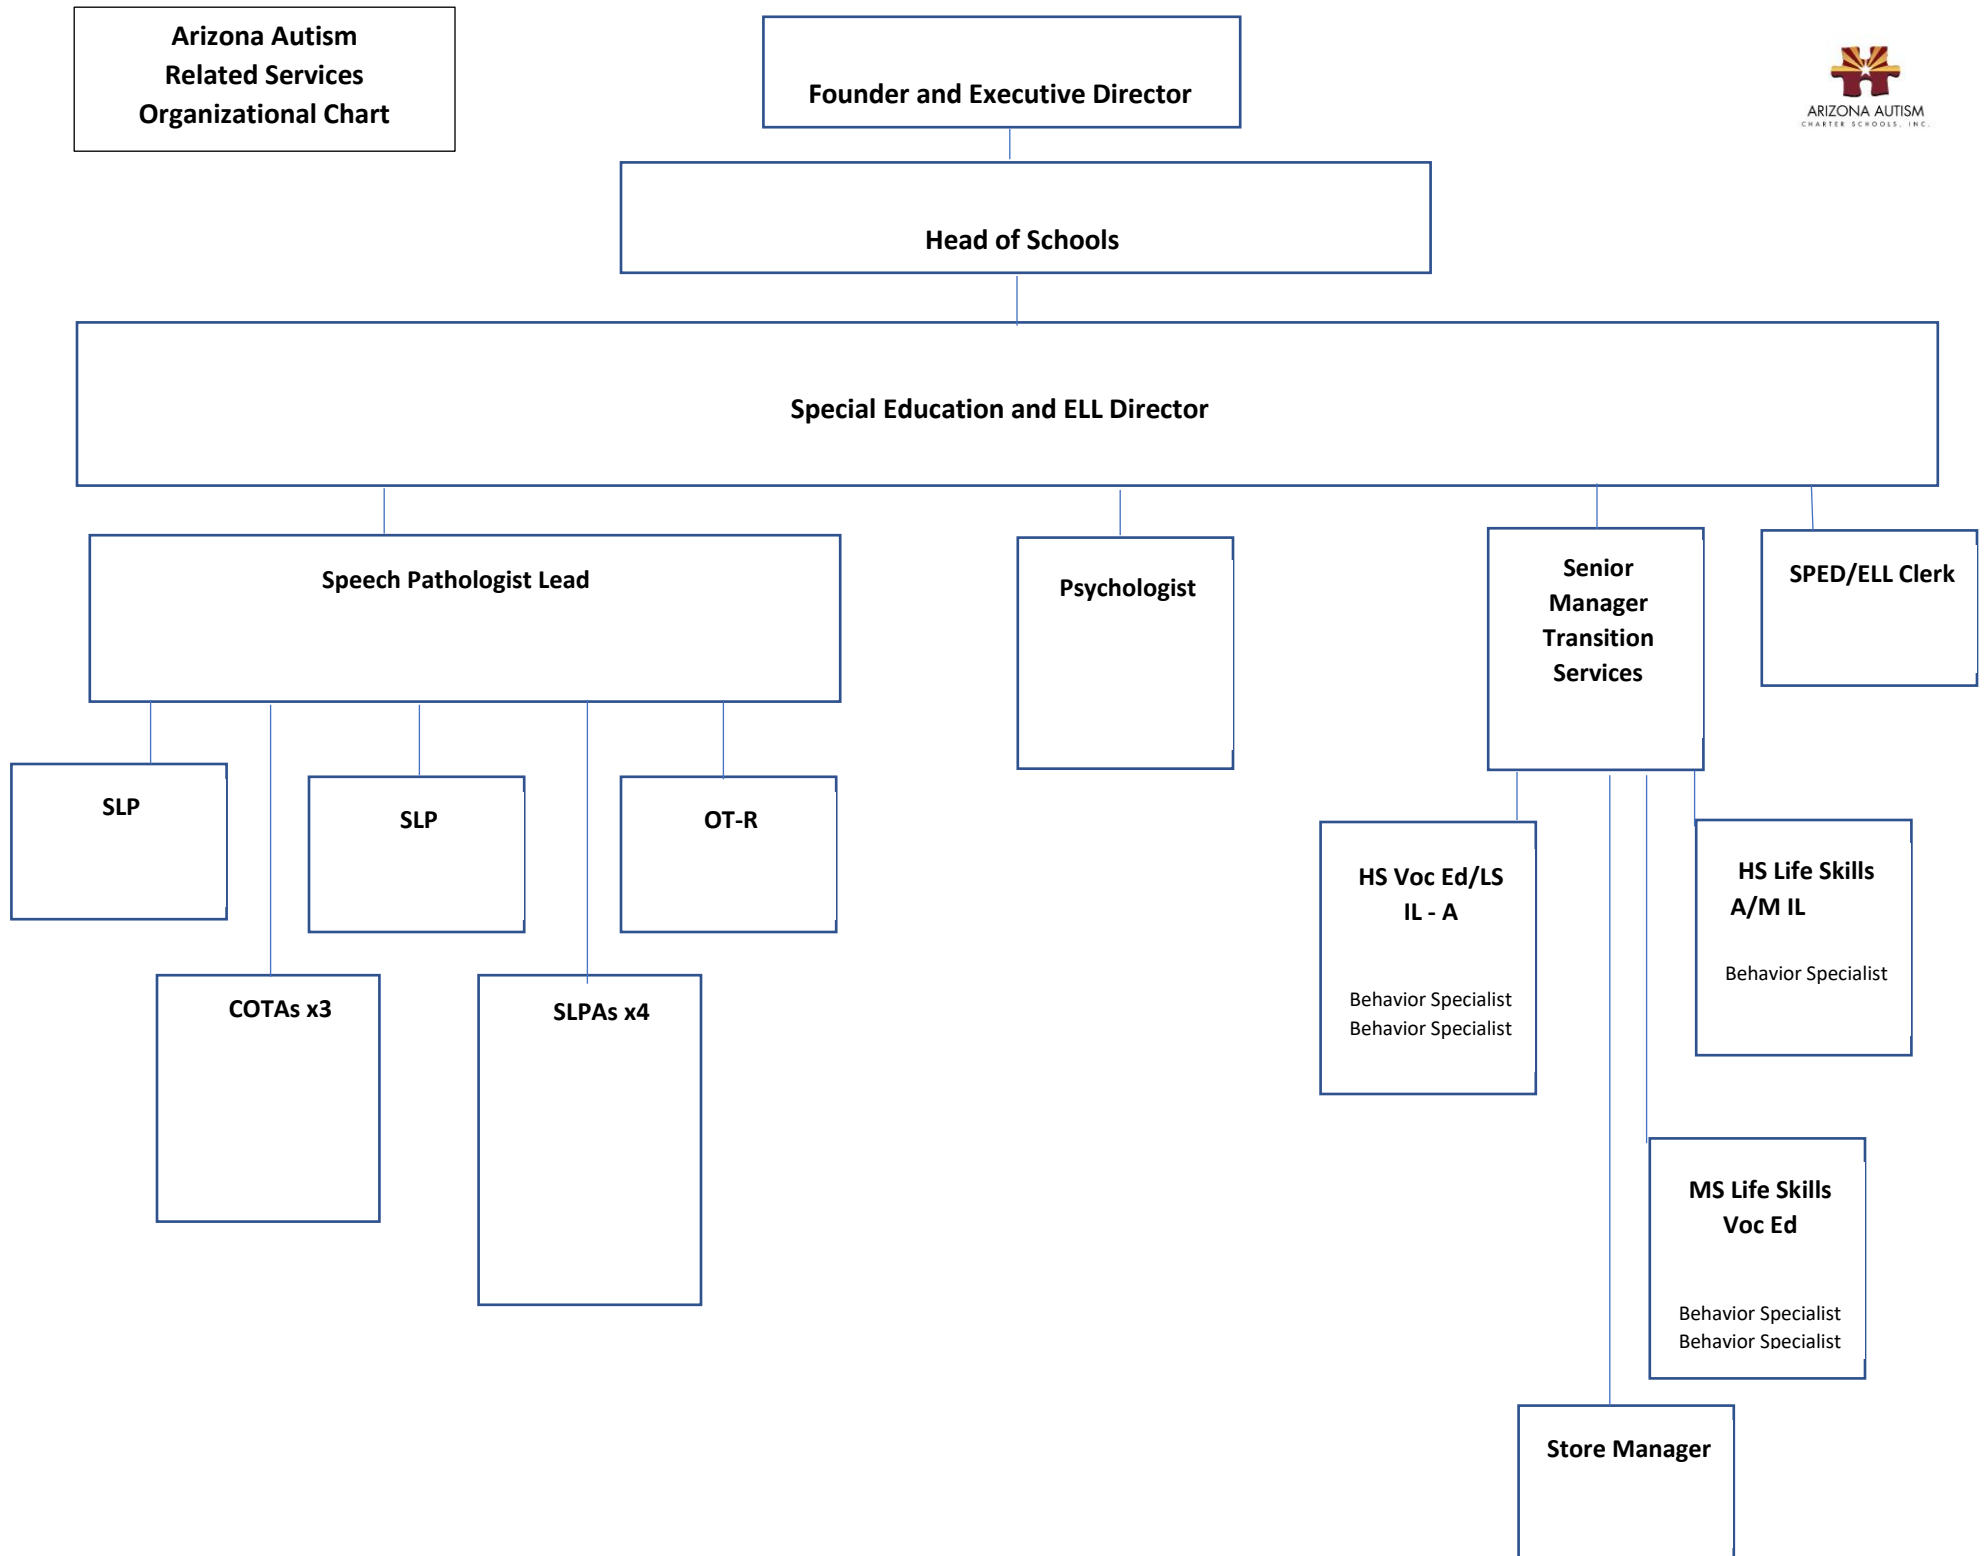 Arizona Autism
Related Services
Organizational Chart
Founder and Executive Director
ARIZONA AUTISM
CHARTER SCHOOLS, INC.
Head of Schools
Special Education and ELL Director
Speech Pathologist Lead
Psychologist
Senior
Manager
Transition
Services
SPED/ELL Clerk
SLP
SLP
OT-R
COTAs x3
SLPAs x4
HS Voc Ed/LS
IL - A
Behavior Specialist
Behavior Specialist
HS Life Skills
A/M IL
Behavior Specialist
MS Life Skills
Voc Ed
Behavior Specialist
Behavior Specialist
Store Manager